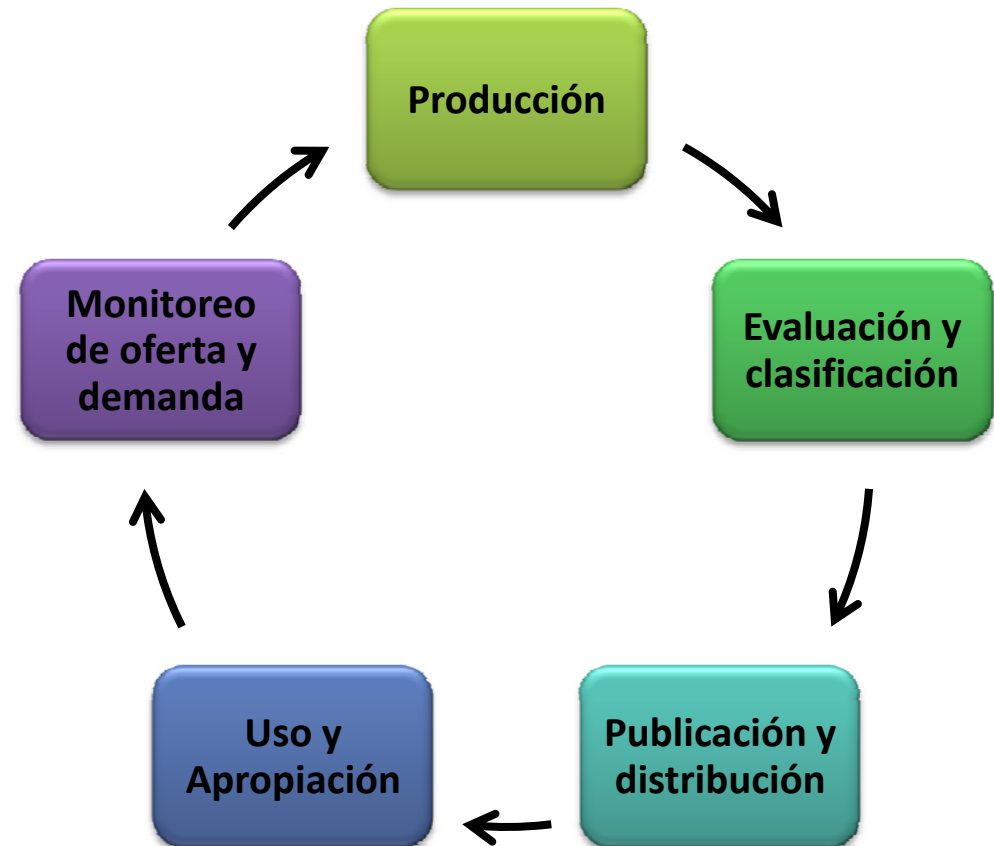 Producción
Evaluación y
clasificación
Publicación y
distribución
Uso y
Apropiación
Monitoreo
de oferta y
demanda